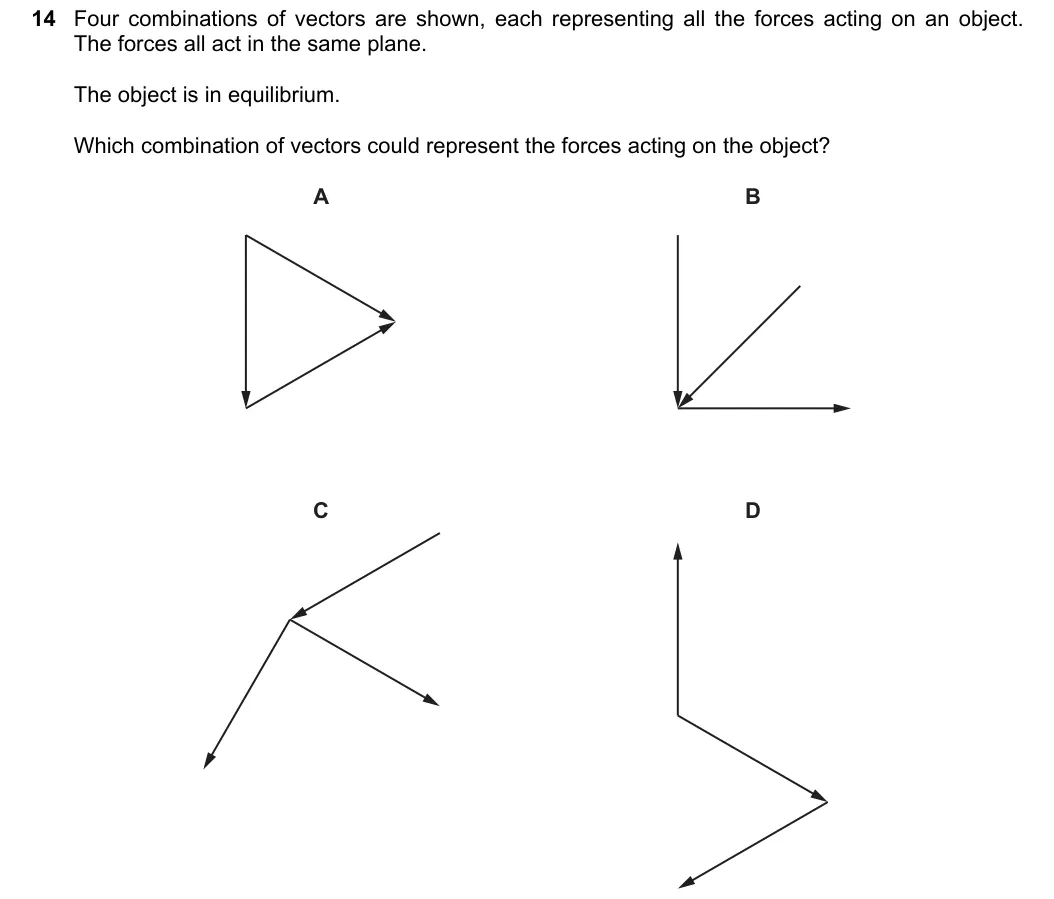 14 Four combinations of vectors are shown, each representing all the forces acting on an object.
The forces all act in the same plane.
The object is in equilibrium.
Which combination of vectors could represent the forces acting on the object?
A
B
C
D